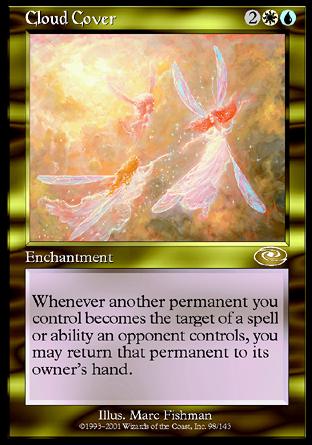 Cloud Cover 2
Enchantment
Whenever another permanent you
control becomes the target of a spell
or ability an opponent controls, you
may return that permanent to its
owner's hand.
Illus. Marc Fishman
©1993-2001 Wizards of the Coast, Inc. 98/143